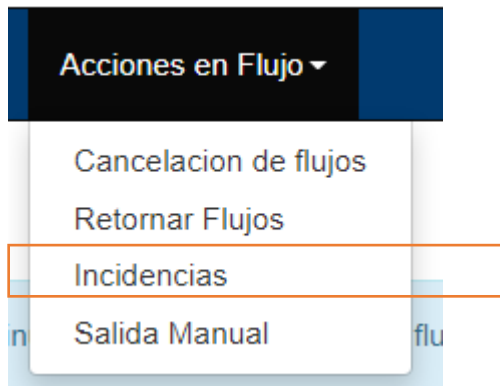 Acciones en Flujo
Cancelacion de flujos
Retornar Flujos
Incidencias
Salida Manual